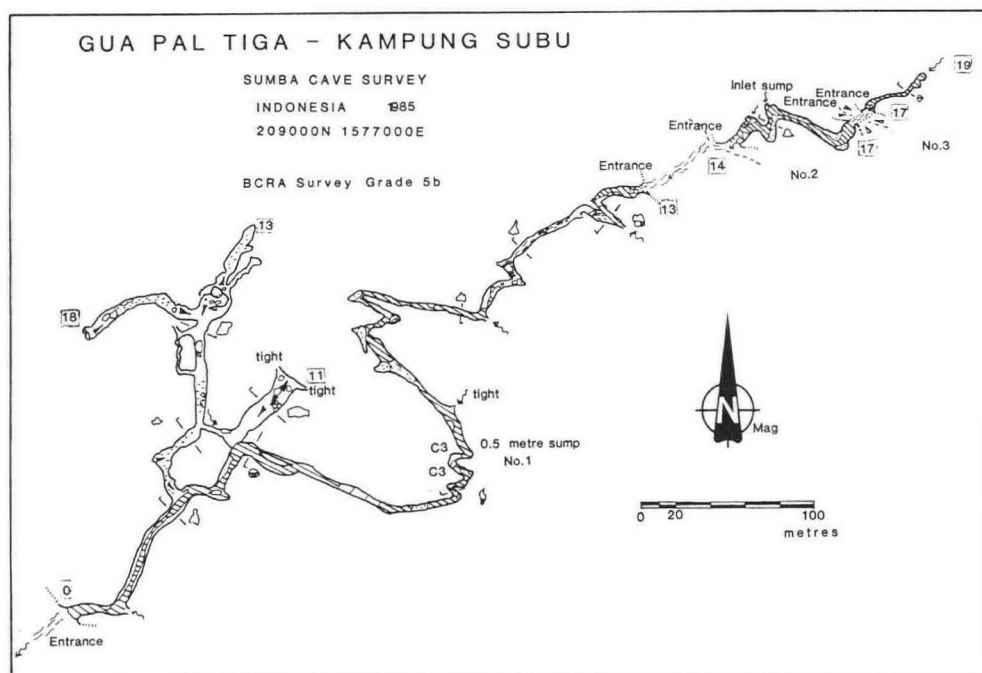 GUA PAL TIGA – KAMPUNG SUBU
SUMBA CAVE SURVEY
INDONESIA 1985
209000N 1577000E
BCRA Survey Grade 5b
19
Inlet sump
Entrance
Entrance
17
17
No.3
Entrance
14
No.2
Entrance
13
13
18
tight
11
tight
tight
C3
0.5 metre sump
C3
No.1
N
Mag
0 20 100
metres
0
Entrance